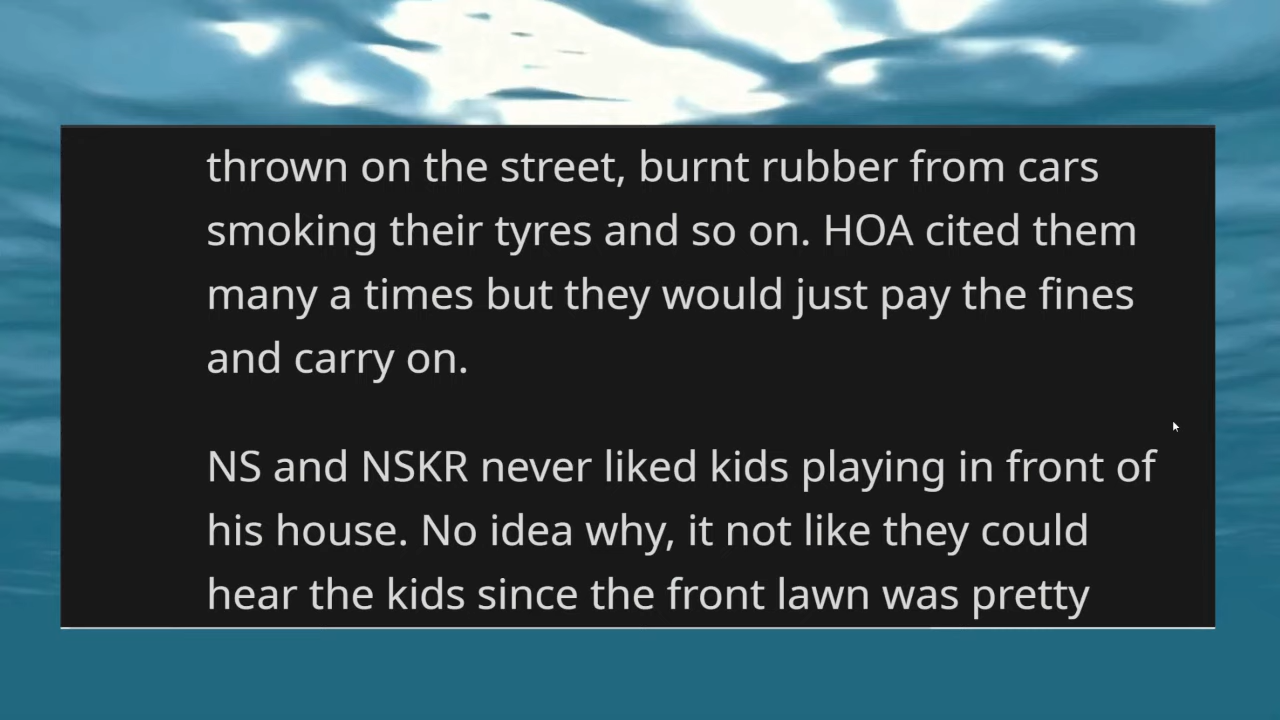 thrown on the street, burnt rubber from cars
smoking their tyres and so on. HOA cited them
many a times but they would just pay the fines
and carry on.
NS and NSKR never liked kids playing in front of
his house. No idea why, it not like they could
hear the kids since the front lawn was pretty